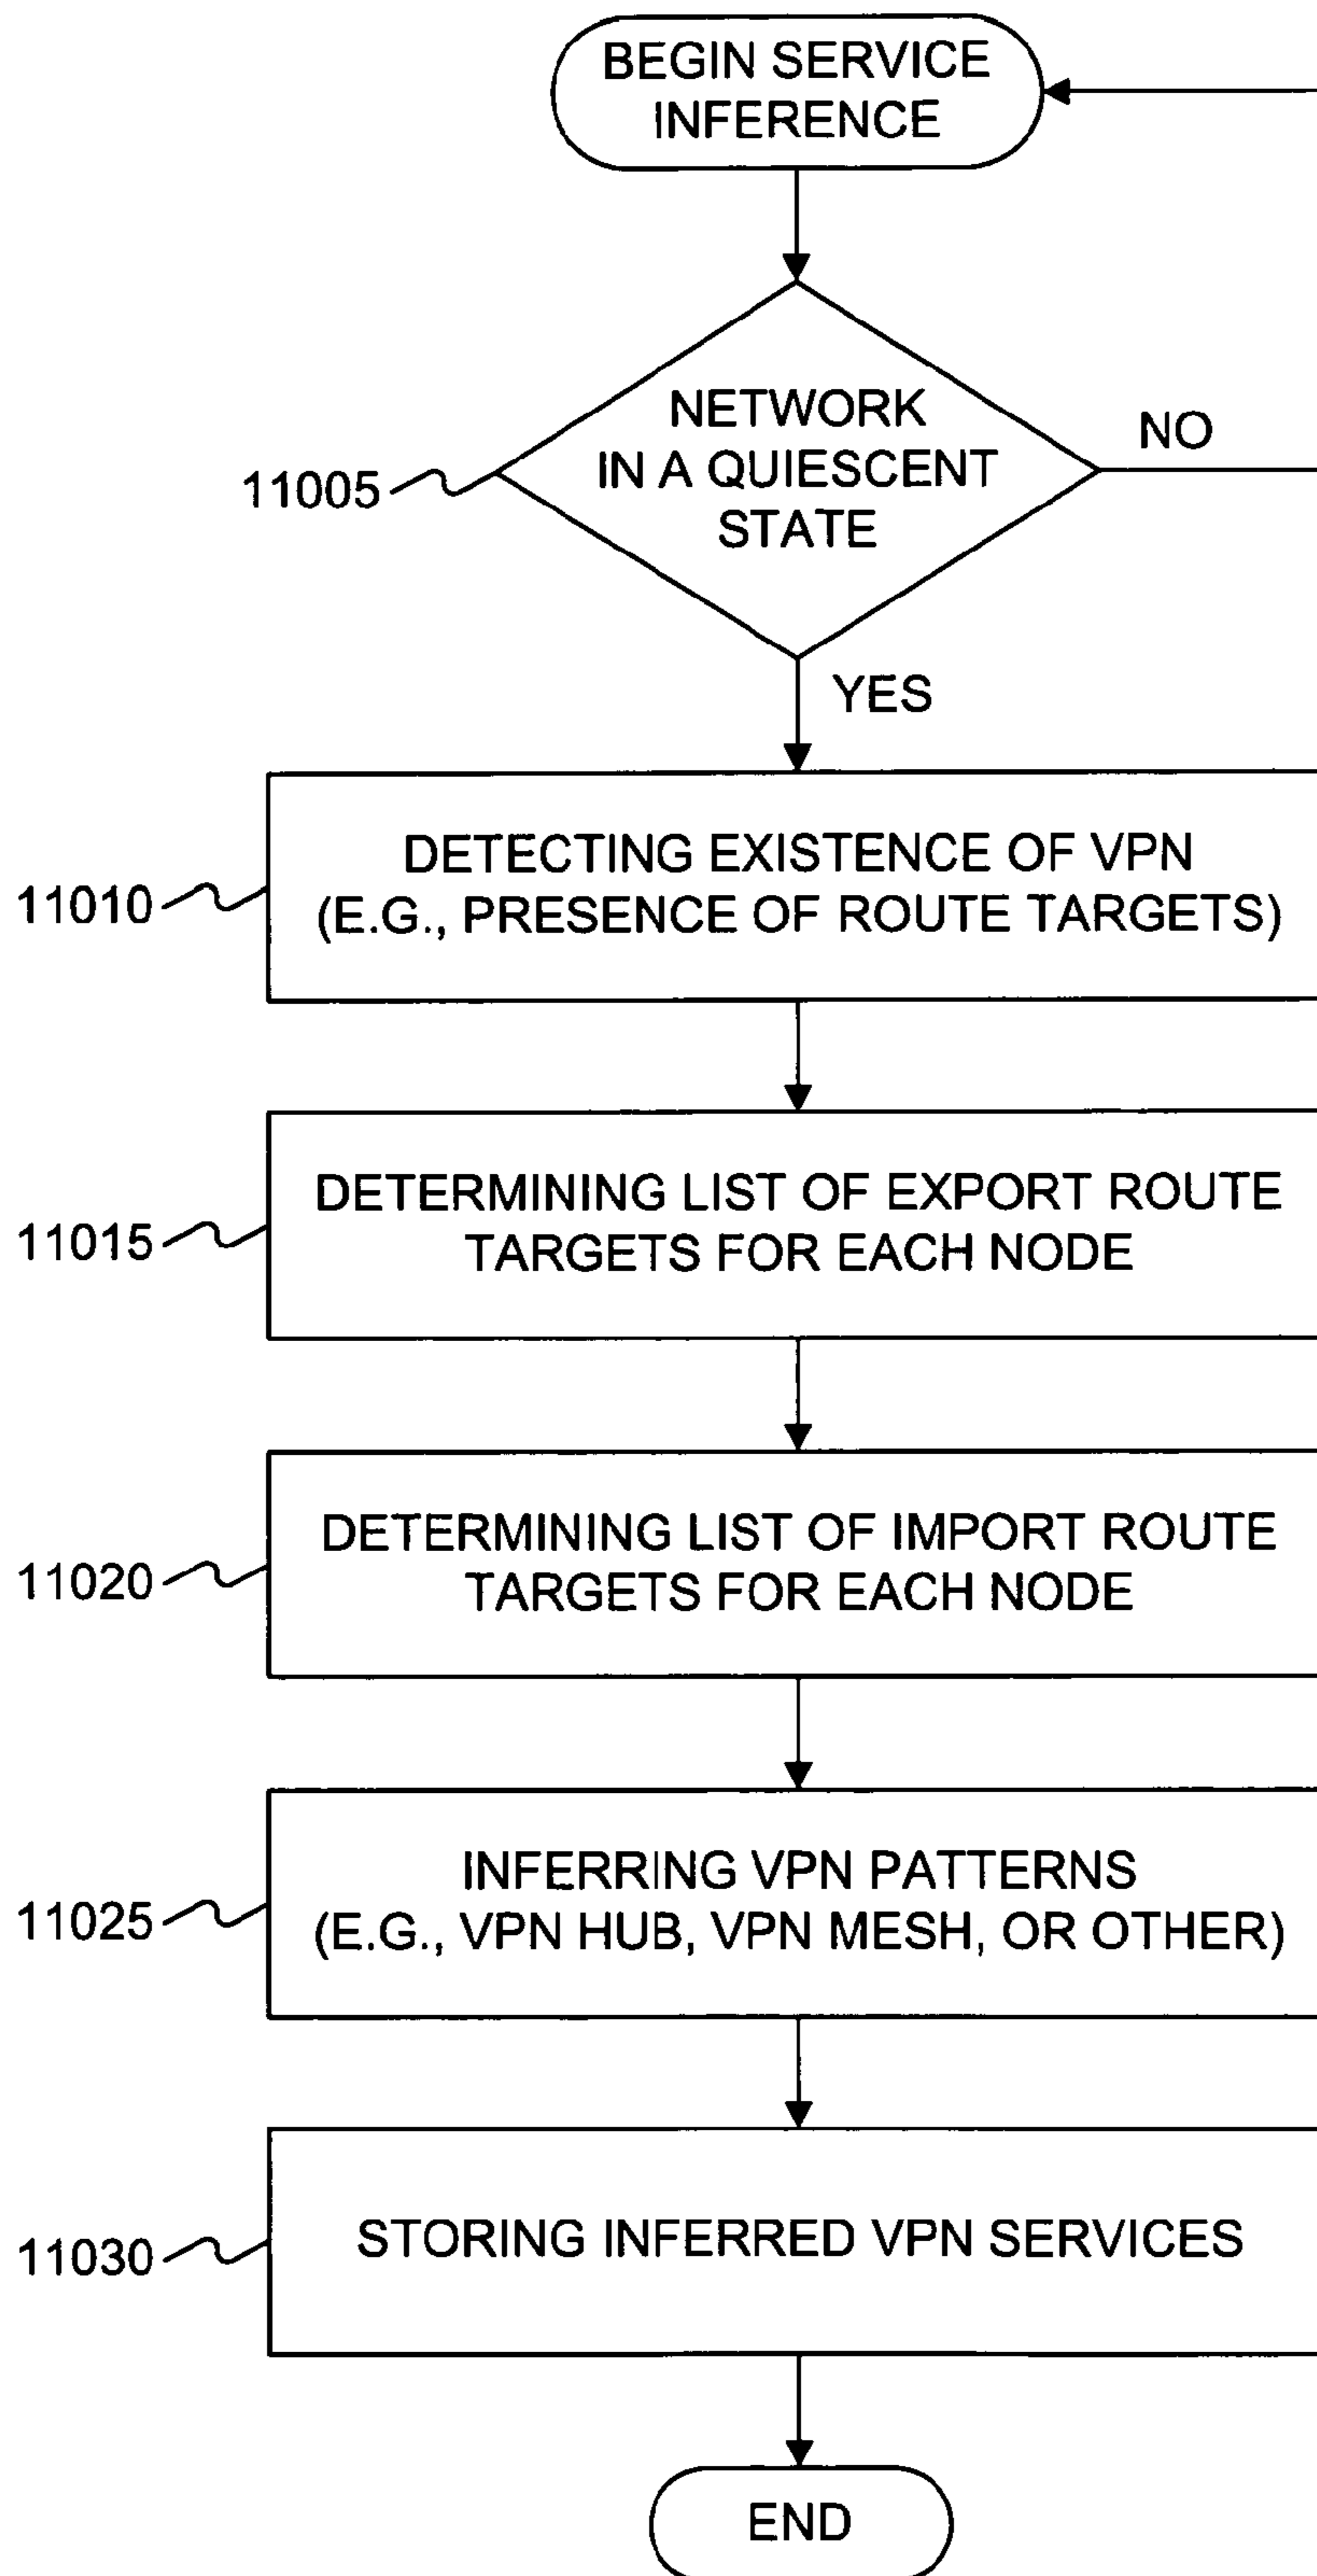 BEGIN SERVICE
INFERENCE
NETWORK
IN A QUIESCENT
STATE
NO
11005
YES
DETECTING EXISTENCE OF VPN
(E.G., PRESENCE OF ROUTE TARGETS)
11010
DETERMINING LIST OF EXPORT ROUTE
TARGETS FOR EACH NODE
11015
DETERMINING LIST OF IMPORT ROUTE
TARGETS FOR EACH NODE
11020
INFERRING VPN PATTERNS
(E.G., VPN HUB, VPN MESH, OR OTHER)
11025
STORING INFERRED VPN SERVICES
11030
END